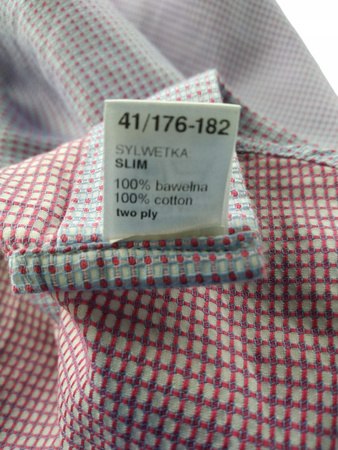 41/176-182
SYLWETKA
SLIM
100% bawełna
100% cotton
two ply